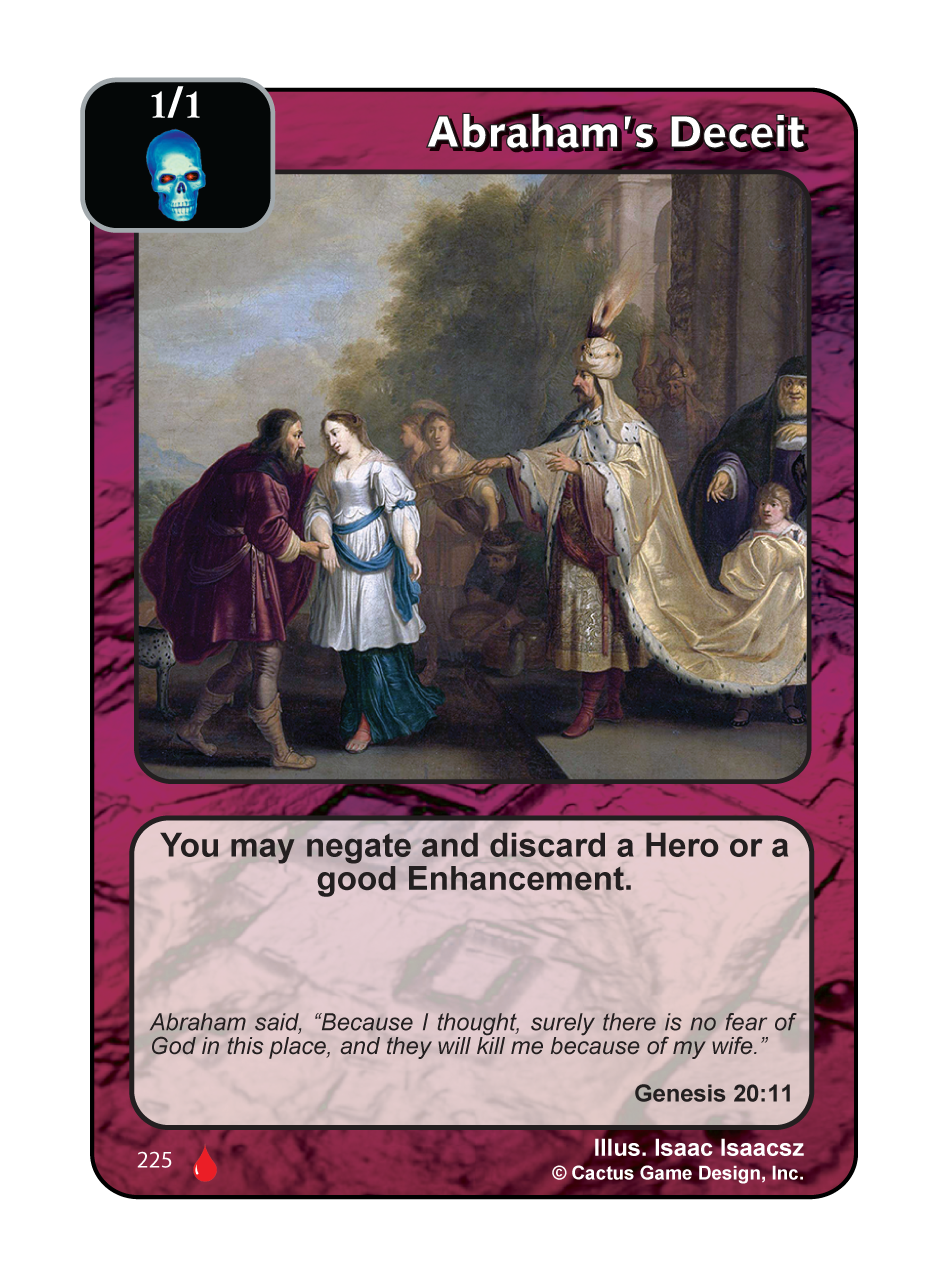 1/1
Abraham's Deceit
You may negate and discard a Hero or a
good Enhancement.
Abraham said, “Because I thought, surely there is no fear of
God in this place, and they will kill me because of my wife.”
Genesis 20:11
225
Illus. Isaac Isaacsz
© Cactus Game Design, Inc.